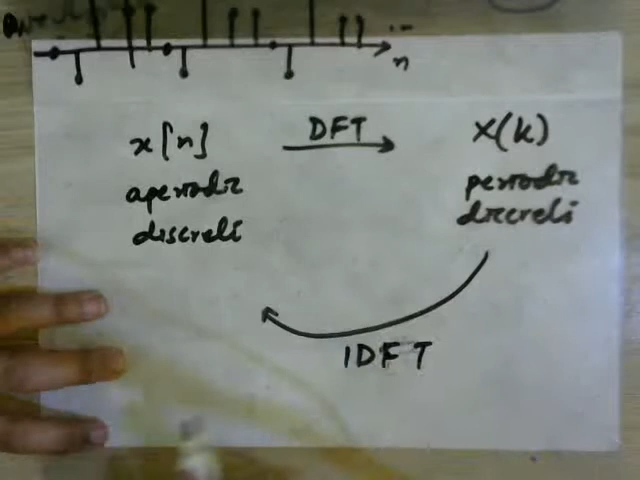 n
x[n] DFT X(k)
aperiodic periodic
discrete discrete
IDFT